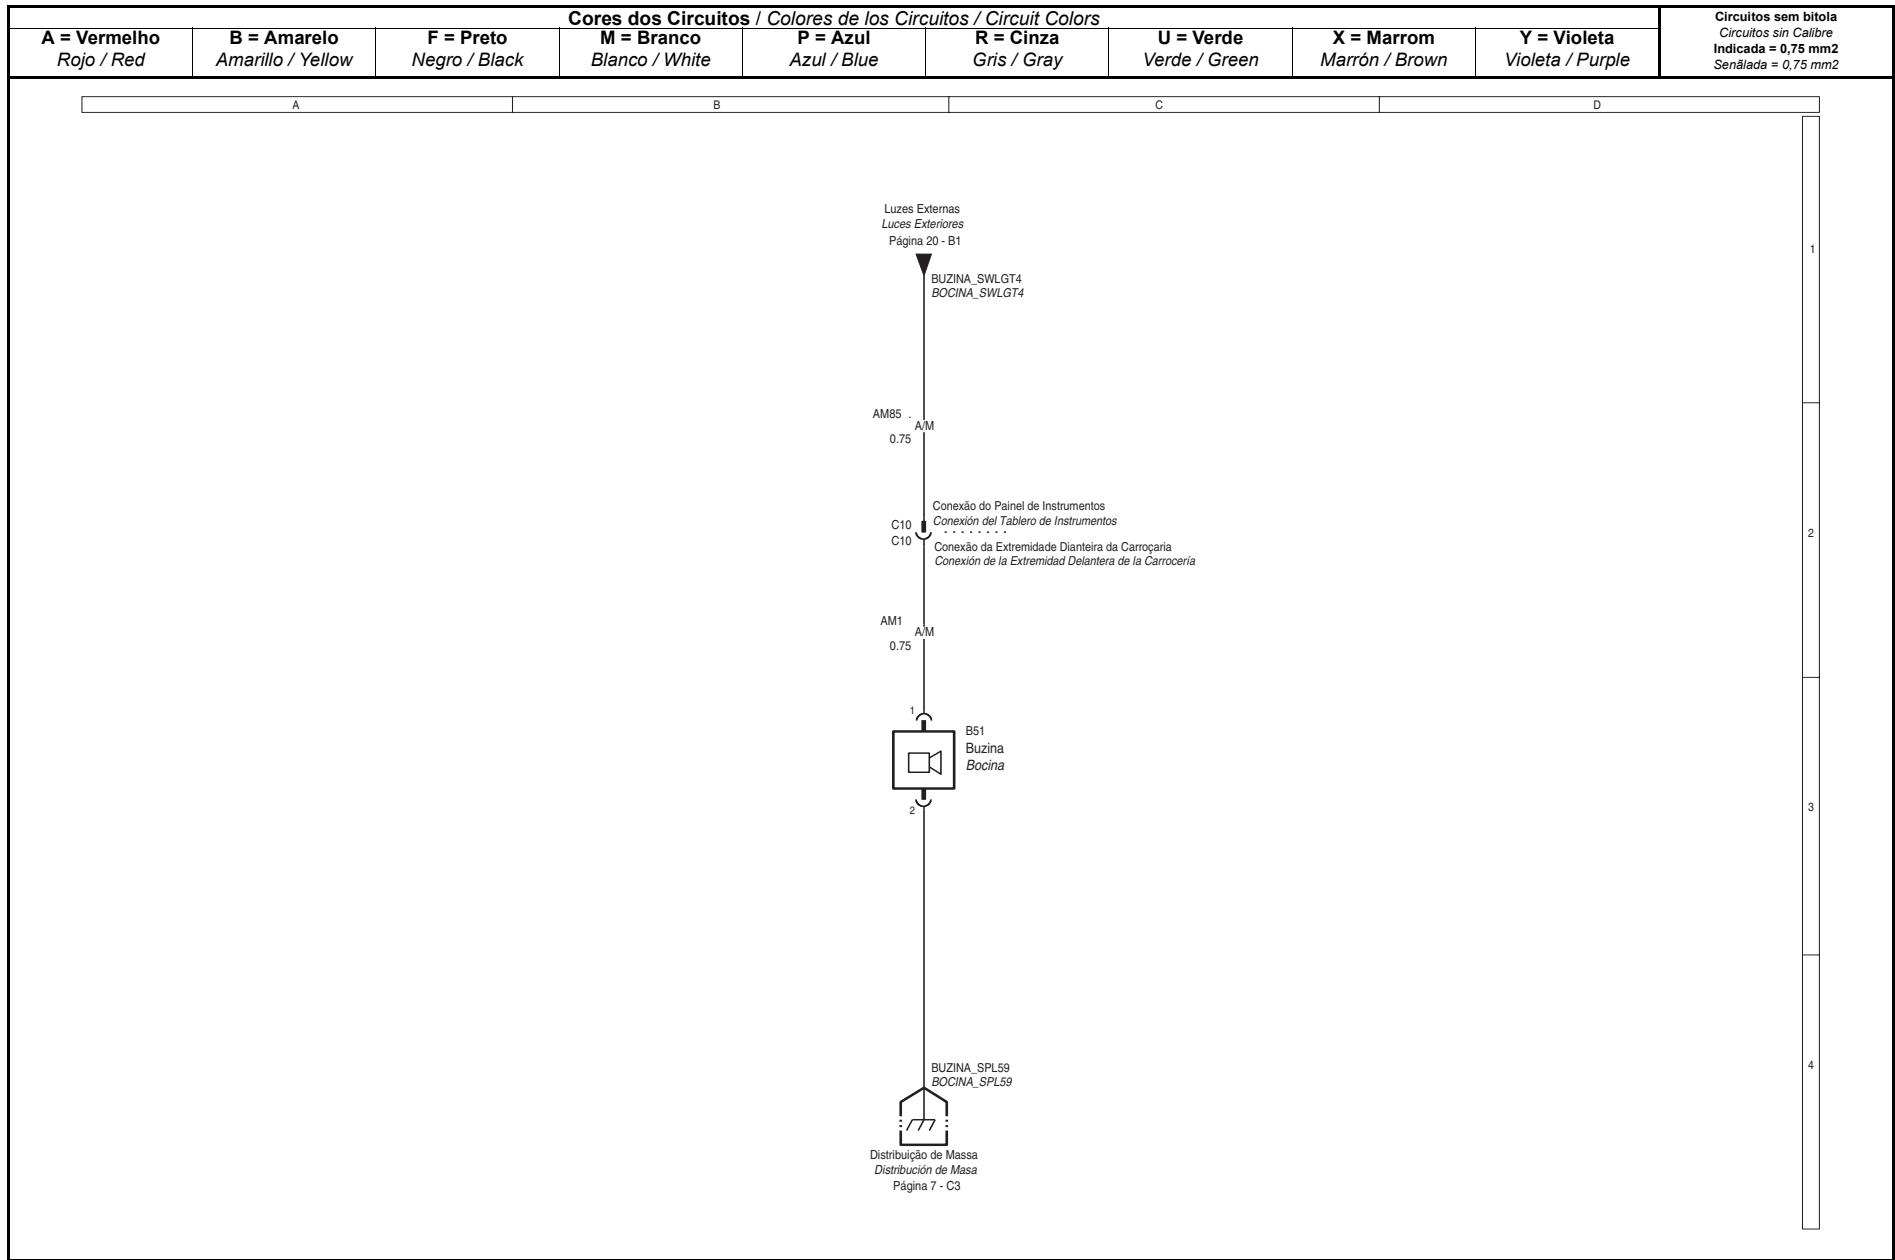 Cores dos Circuitos / Colores de los Circuitos / Circuit Colors
A = Vermelho
Rojo / Red
B = Amarelo
Amarillo / Yellow
F = Preto
Negro / Black
M = Branco
Blanco / White
P = Azul
Azul / Blue
R = Cinza
Gris / Gray
U = Verde
Verde / Green
X = Marrom
Marrón / Brown
Y = Violeta
Violeta / Purple
Circuitos sem bitola
Circuitos sin Calibre
Indicada = 0,75 mm2
Senãlada = 0,75 mm2
A
B
C
D
Luzes Externas
Luces Exteriores
Página 20 - B1
1
BUZINA_SWLGT4
BOCINA_SWLGT4
AM85 .
A/M
0.75
Conexão do Painel de Instrumentos
C10
Conexión del Tablero de Instrumentos
C10
2
Conexão da Extremidade Dianteira da Carroçaria
Conexión de la Extremidad Delantera de la Carrocería
AM1
A/M
0.75
1
B51
Buzina
Bocina
2
3
BUZINA_SPL59
BOCINA_SPL59
4
Distribuição de Massa
Distribución de Masa
Página 7 - C3